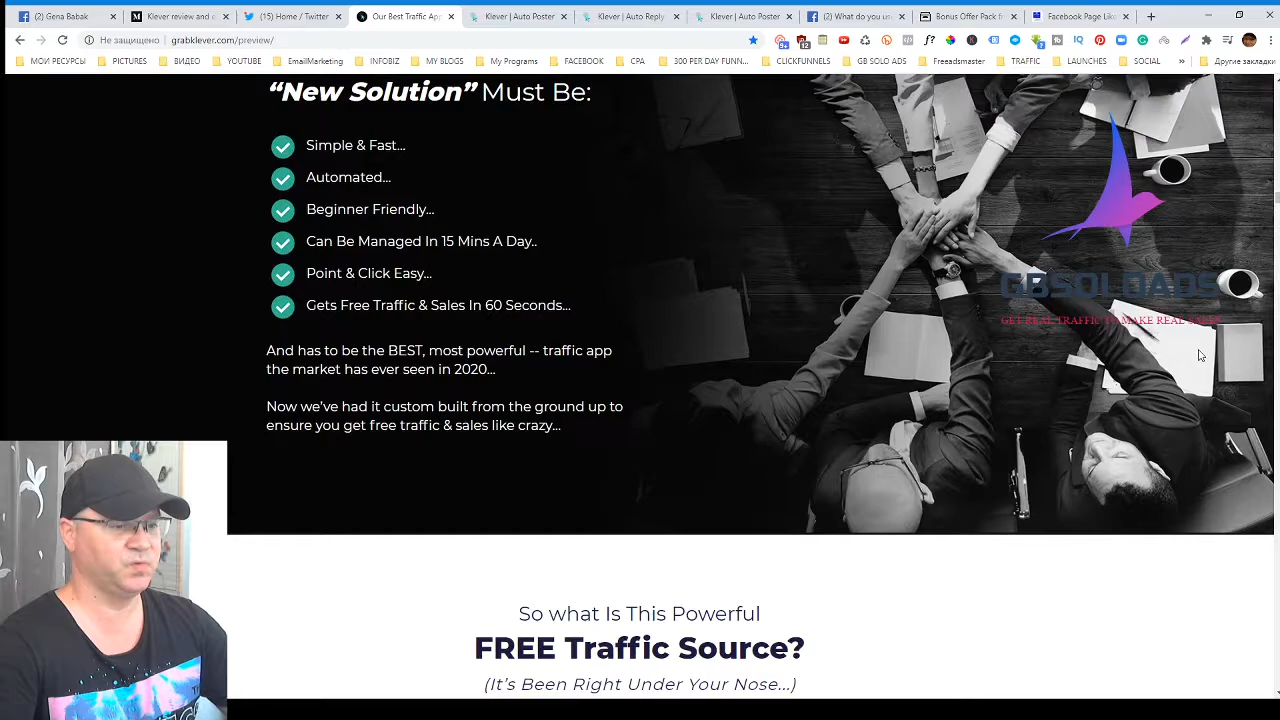 (2) Gena Babak
Klever review and e
(15) Home / Twitter
Our Best Traffic App
Klever | Auto Poster
Klever | Auto Reply
Klever | Auto Poster
(2) What do you use
Bonus Offer Pack fr
Facebook Page Like
Не защищено
grabklever.com/preview/
МОИ РЕСУРСЫ
PICTURES
ВИДЕО
YOUTUBE
EmailMarketing
INFOBIZ
MY BLOGS
My Programs
FACEBOOK
CPA
300 PER DAY FUNN...
CLICKFUNNELS
GB SOLO ADS
Freeadsmaster
TRAFFIC
LAUNCHES
SOCIAL
Другие закладки
“New Solution” Must Be:
Simple & Fast...
Automated...
Beginner Friendly...
Can Be Managed In 15 Mins A Day..
Point & Click Easy...
Gets Free Traffic & Sales In 60 Seconds...
And has to be the BEST, most powerful -- traffic app
the market has ever seen in 2020...
Now we’ve had it custom built from the ground up to
ensure you get free traffic & sales like crazy...
GBSOLOADS
GET REAL TRAFFIC TO MAKE REAL SALES
So what Is This Powerful
FREE Traffic Source?
(It’s Been Right Under Your Nose...)